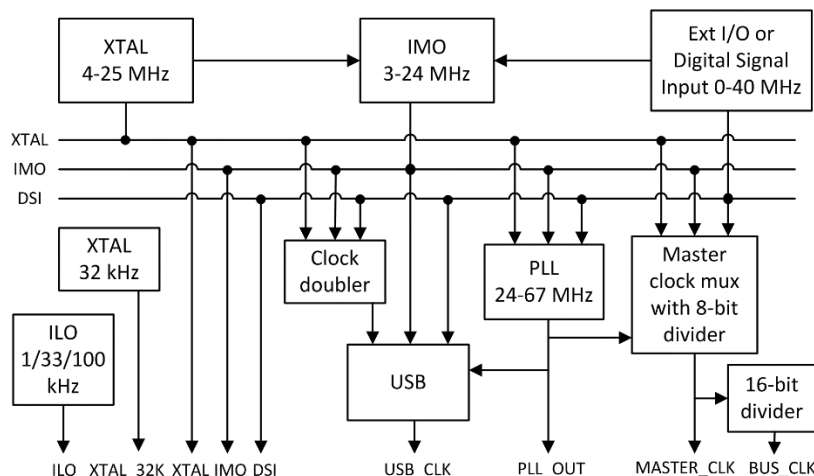 XTAL
4-25 MHz
IMO
3-24 MHz
Ext I/O or
Digital Signal
Input 0-40 MHz
XTAL
IMO
DSI
XTAL
32 kHz
Clock
doubler
PLL
24-67 MHz
Master
clock mux
with 8-bit
divider
ILO
1/33/100
kHz
USB
16-bit
divider
ILO XTAL_32K XTAL IMO DSI USB_CLK PLL_OUT MASTER_CLK BUS_CLK